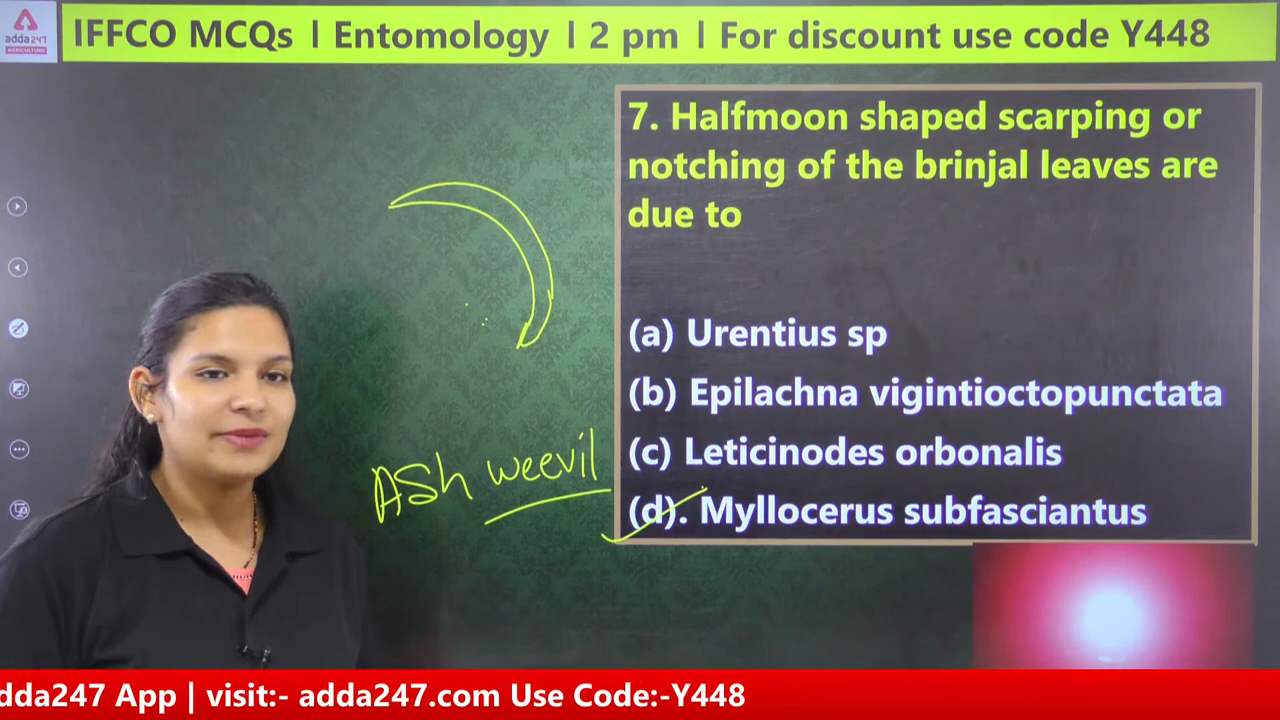 adda247
AGRICULTURE
IFFCO MCQs I Entomology I 2 pm I For discount use code Y448
7. Halfmoon shaped scarping or
notching of the brinjal leaves are
due to
(a) Urentius sp
(b) Epilachna vigintioctopunctata
(c) Leticinodes orbonalis
(d). Myllocerus subfasciantus
ASh weevil
dda247 App | visit:- adda247.com Use Code:-Y448